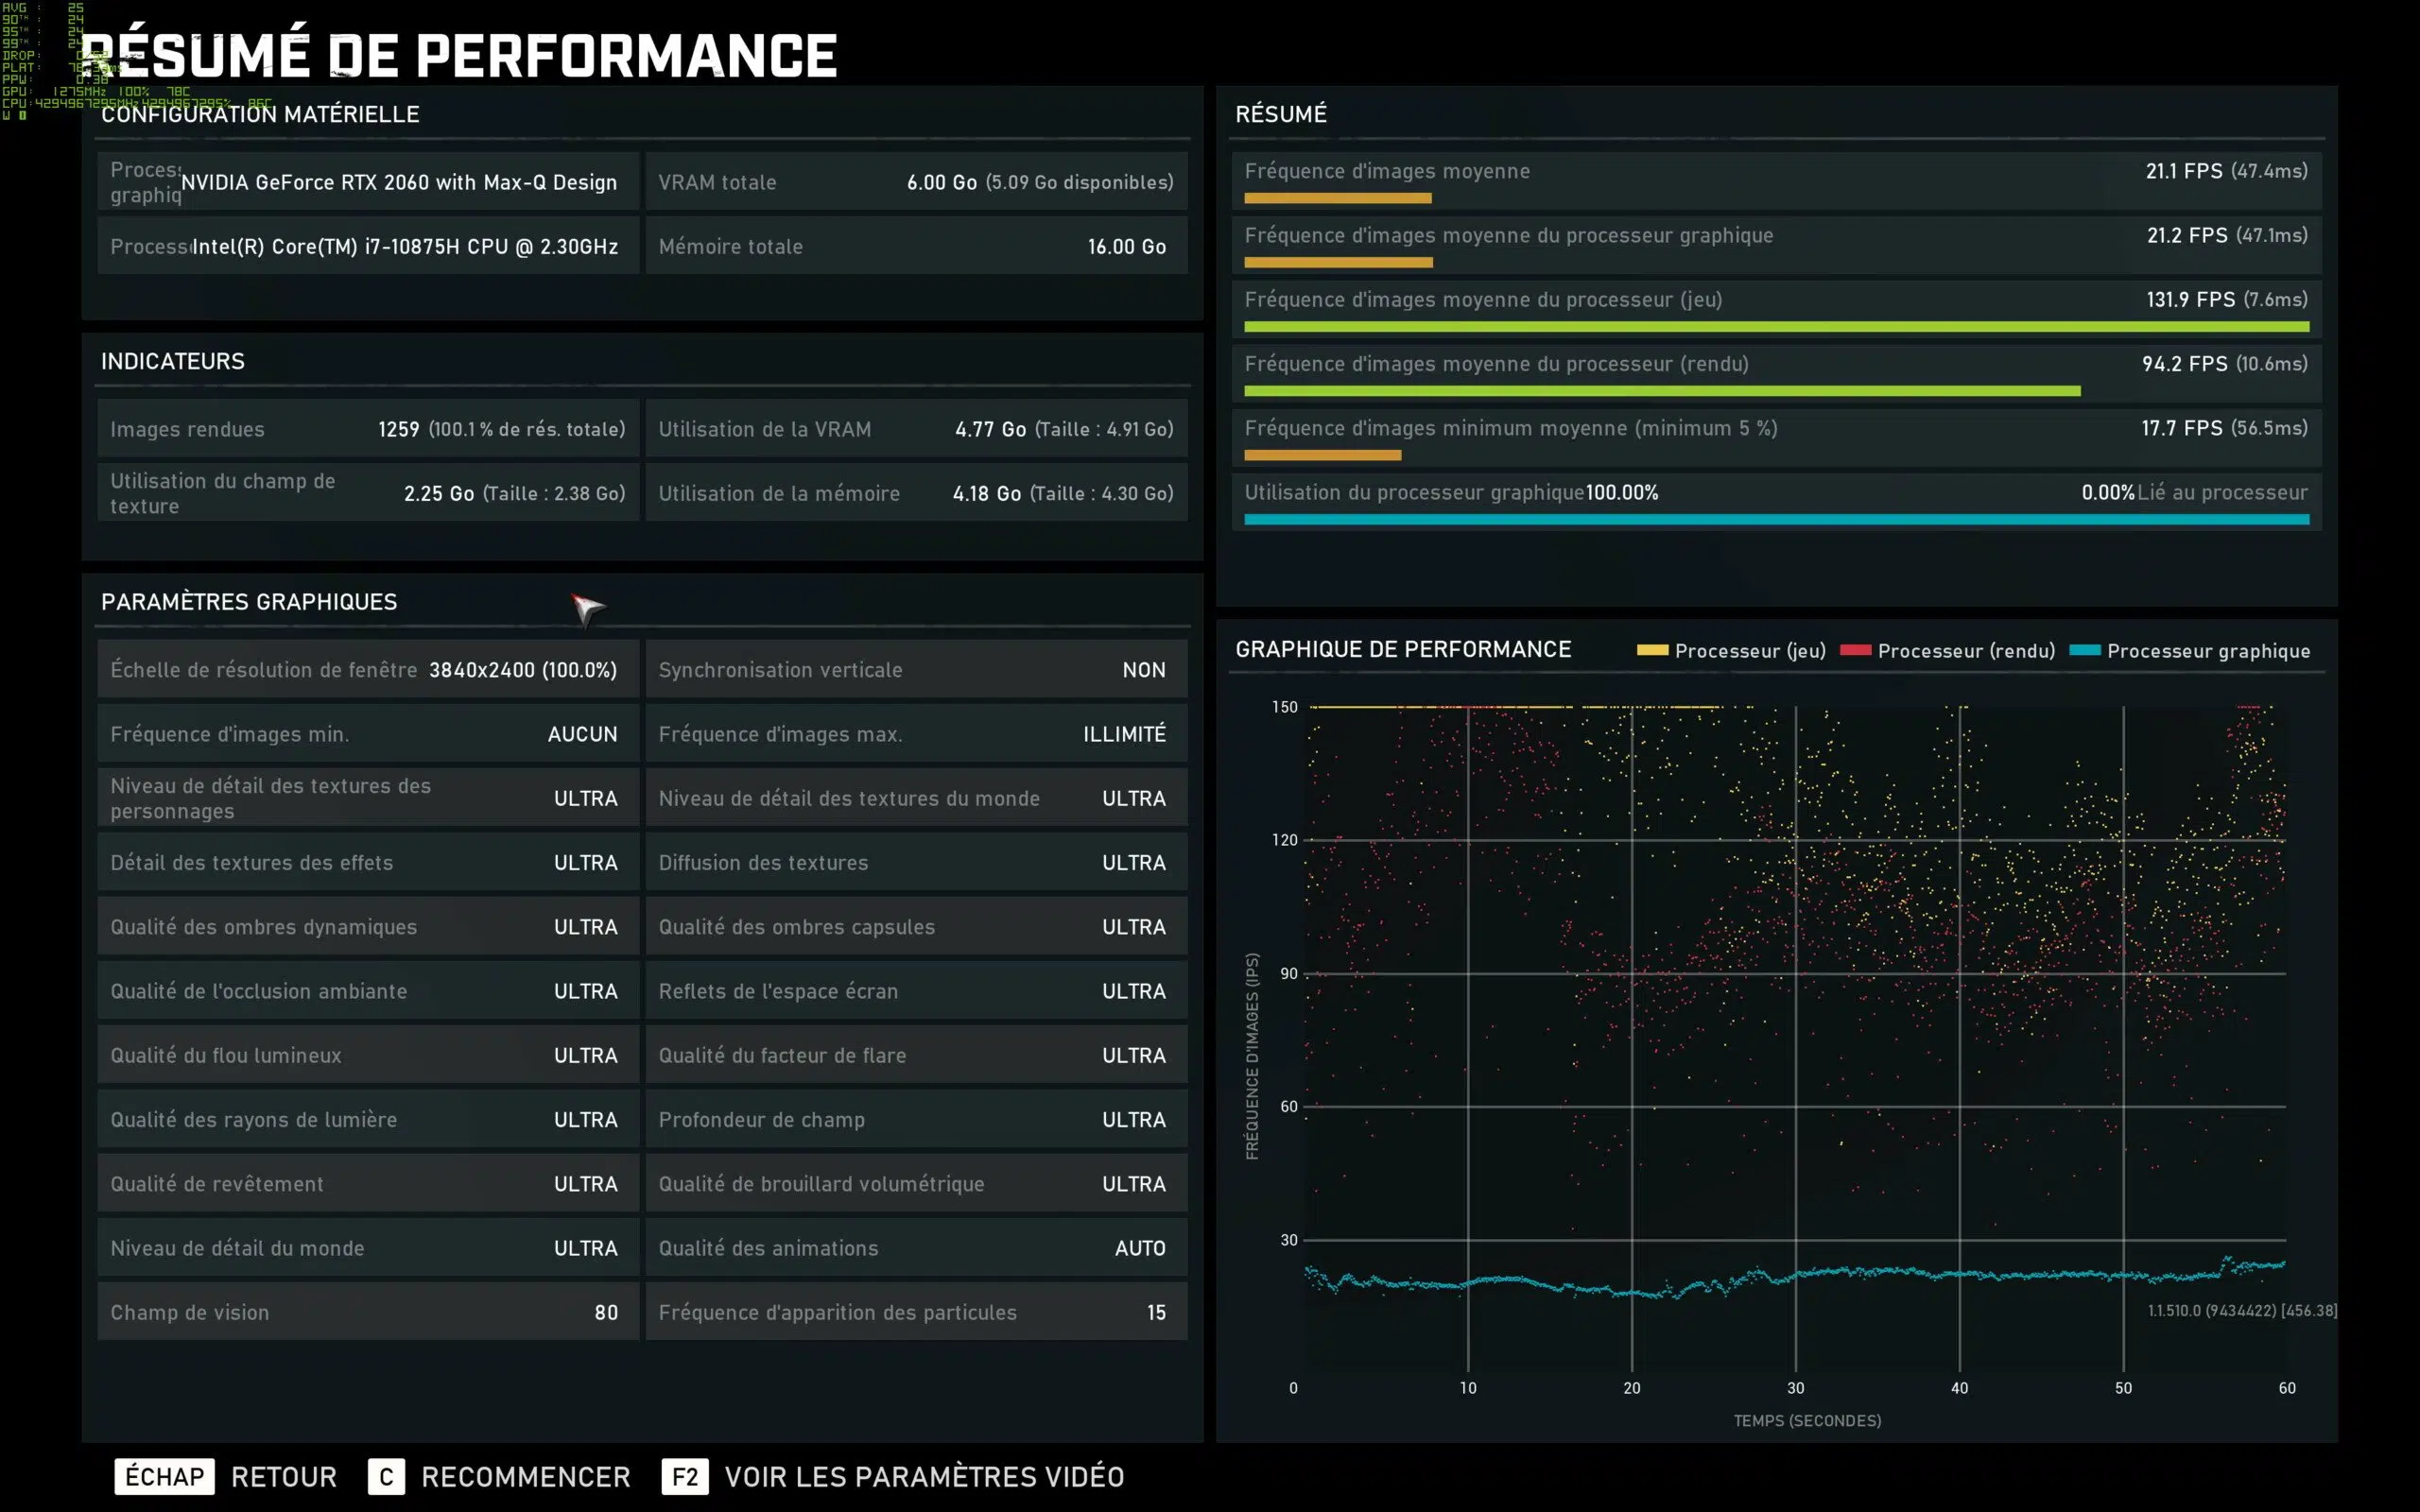 AVG : 25
90TH : 24
95TH : 24
99TH : 24
DROP:
PLAT:
PPW: 0.38
GPU: 1275MHz 100% 78C
CPU:4294967295MHz4294967295% 86C
RÉSUMÉ DE PERFORMANCE
CONFIGURATION MATÉRIELLE
Process
graphiq
NVIDIA GeForce RTX 2060 with Max-Q Design
VRAM totale 6.00 Go (5.09 Go disponibles)
Process Intel(R) Core(TM) i7-10875H CPU @ 2.30GHz
Mémoire totale 16.00 Go
INDICATEURS
Images rendues 1259 (100.1 % de rés. totale)
Utilisation de la VRAM 4.77 Go (Taille : 4.91 Go)
Utilisation du champ de
texture
2.25 Go (Taille : 2.38 Go)
Utilisation de la mémoire 4.18 Go (Taille : 4.30 Go)
PARAMÈTRES GRAPHIQUES
Échelle de résolution de fenêtre 3840x2400 (100.0%)
Synchronisation verticale NON
Fréquence d'images min. AUCUN
Fréquence d'images max. ILLIMITÉ
Niveau de détail des textures des
personnages
ULTRA
Niveau de détail des textures du monde ULTRA
Détail des textures des effets ULTRA
Diffusion des textures ULTRA
Qualité des ombres dynamiques ULTRA
Qualité des ombres capsules ULTRA
Qualité de l'occlusion ambiante ULTRA
Reflets de l'espace écran ULTRA
Qualité du flou lumineux ULTRA
Qualité du facteur de flare ULTRA
Qualité des rayons de lumière ULTRA
Profondeur de champ ULTRA
Qualité de revêtement ULTRA
Qualité de brouillard volumétrique ULTRA
Niveau de détail du monde ULTRA
Qualité des animations AUTO
Champ de vision 80
Fréquence d'apparition des particules 15
RÉSUMÉ
Fréquence d'images moyenne 21.1 FPS (47.4ms)
Fréquence d'images moyenne du processeur graphique 21.2 FPS (47.1ms)
Fréquence d'images moyenne du processeur (jeu) 131.9 FPS (7.6ms)
Fréquence d'images moyenne du processeur (rendu) 94.2 FPS (10.6ms)
Fréquence d'images minimum moyenne (minimum 5 %) 17.7 FPS (56.5ms)
Utilisation du processeur graphique100.00% 0.00%Lié au processeur
GRAPHIQUE DE PERFORMANCE
Processeur (jeu) Processeur (rendu) Processeur graphique
150
120
90
60
30
FRÉQUENCE D'IMAGES (IPS)
1.1.510.0 (9434422) [456.38]
0 10 20 30 40 50 60
TEMPS (SECONDES)
ÉCHAP RETOUR C RECOMMENCER F2 VOIR LES PARAMÈTRES VIDÉO